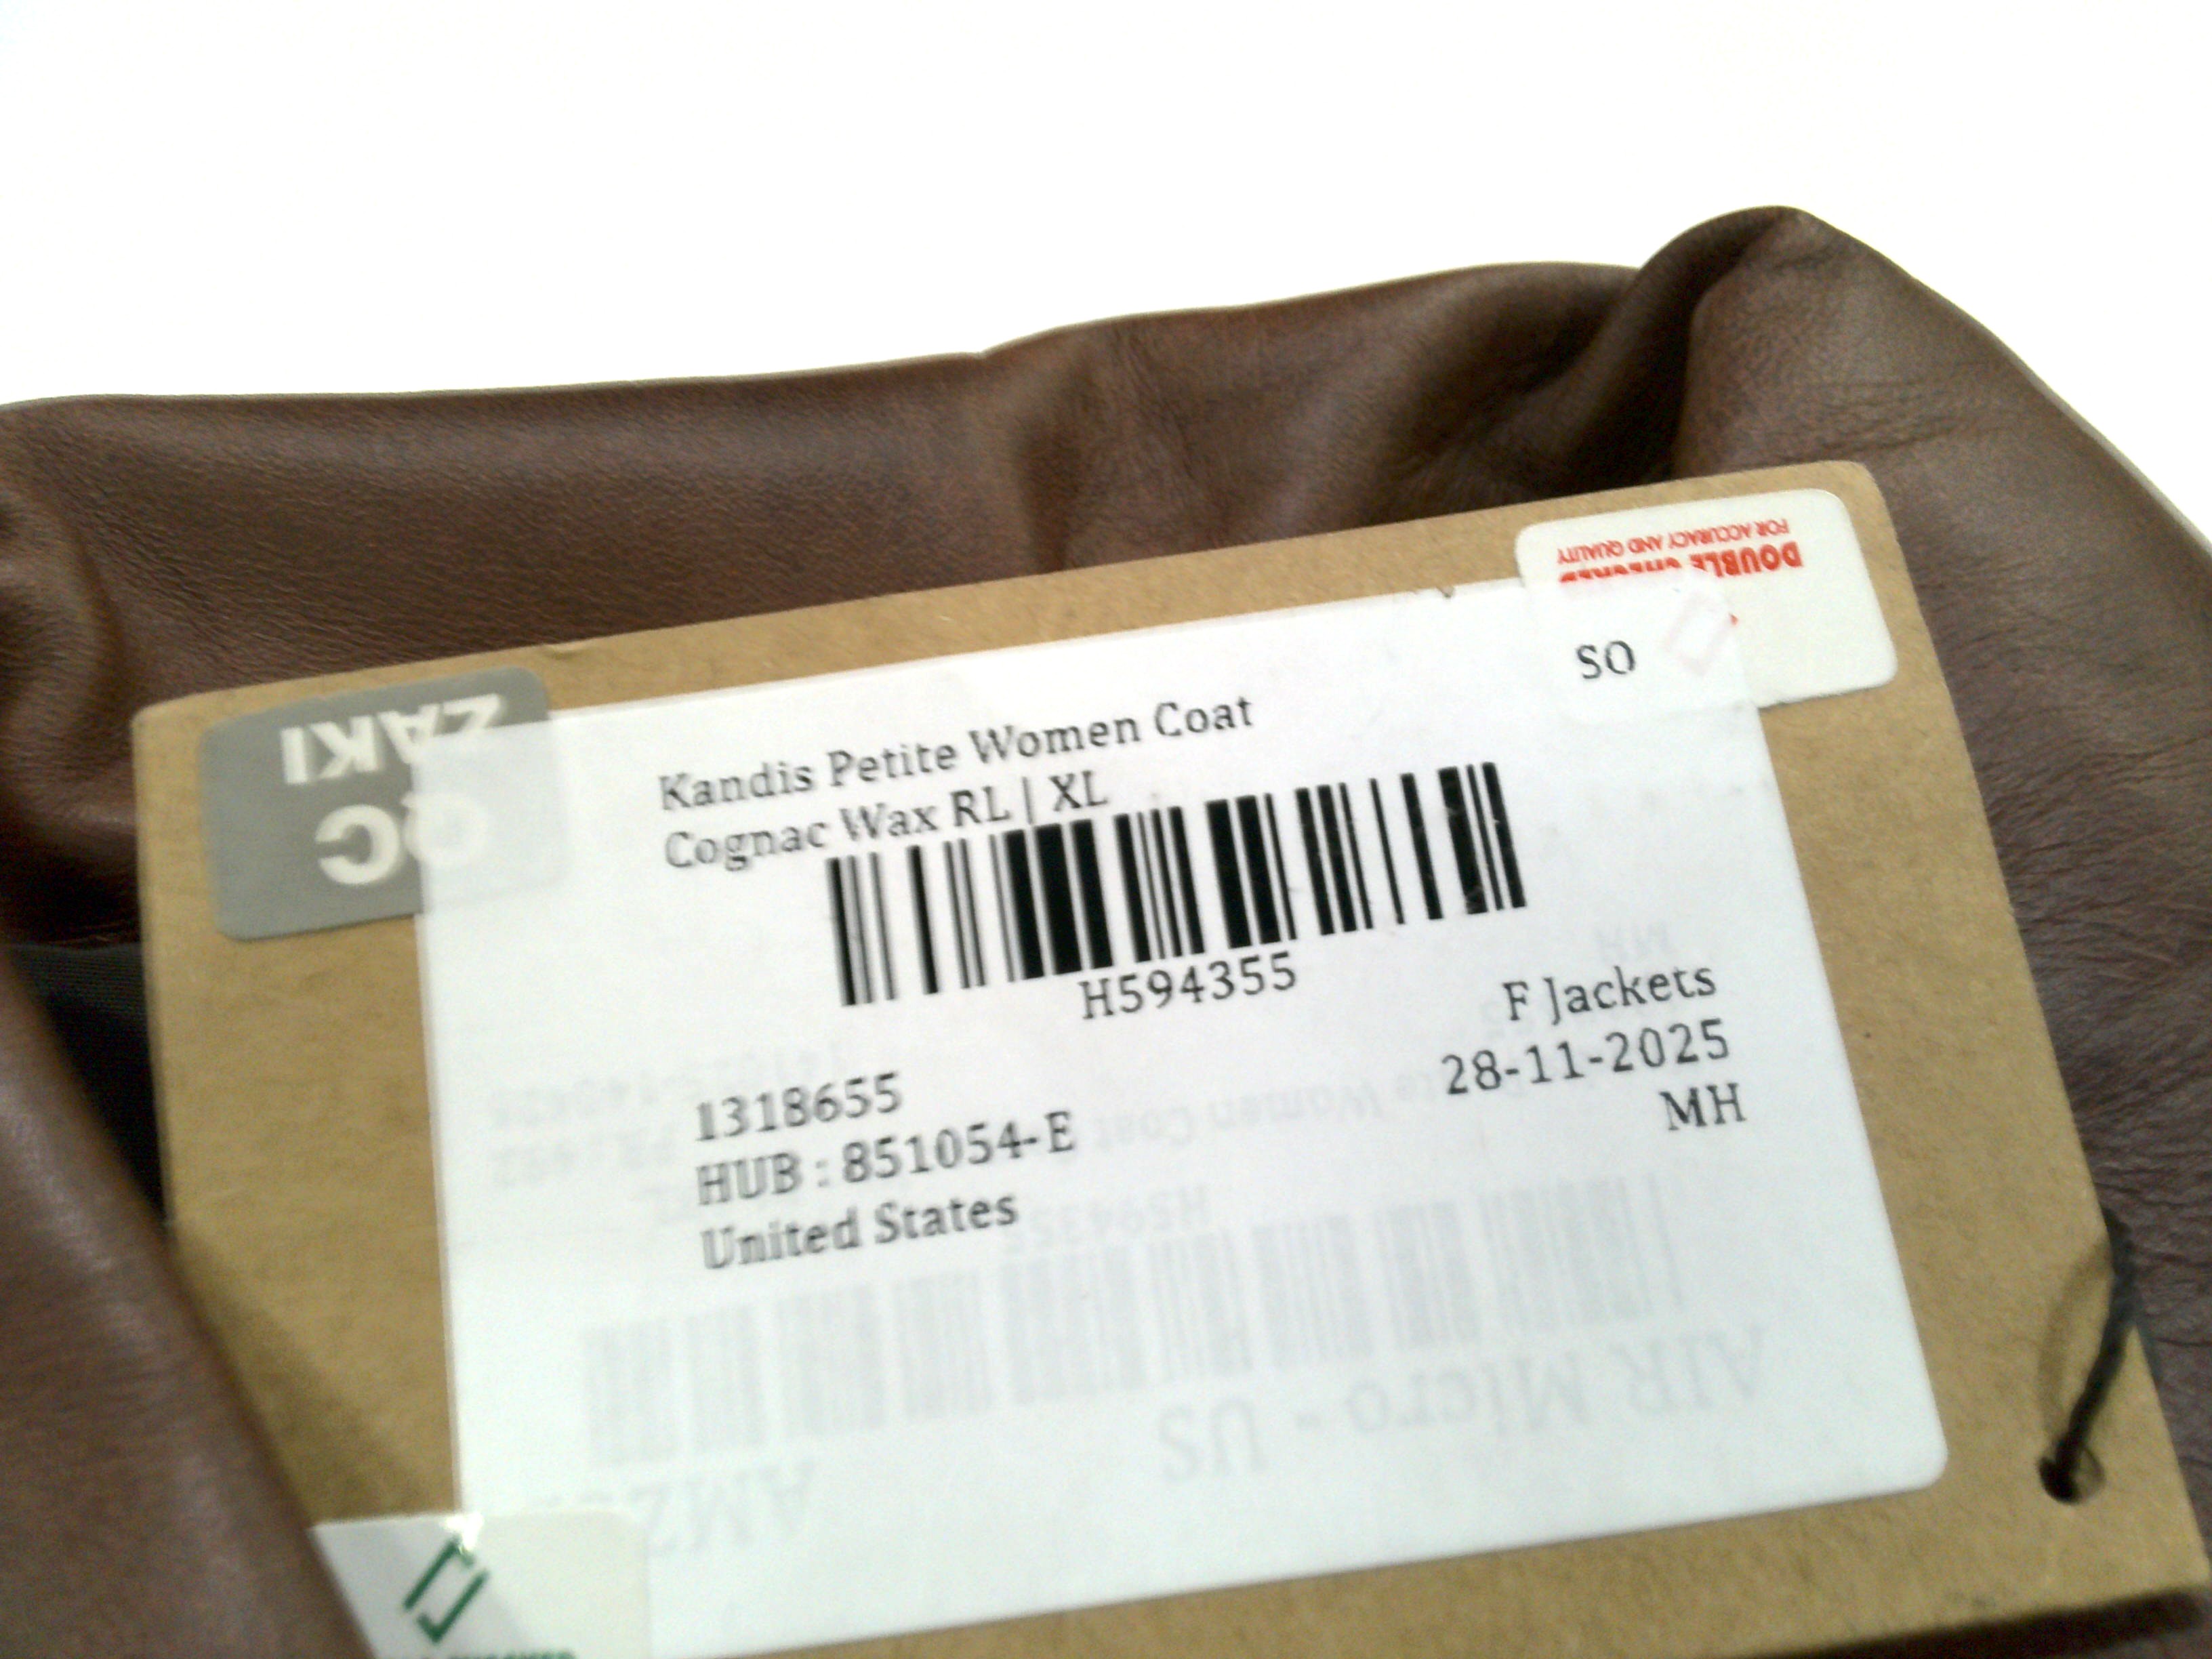 DOUBLE CHECKED
FOR ACCURACY AND QUALITY
SO
QC
ZAKI
Kandis Petite Women Coat
Cognac Wax RL | XL
H594355
F Jackets
1318655
28-11-2025
HUB : 851054-E
MH
United States
AIR Micro - US
H594355